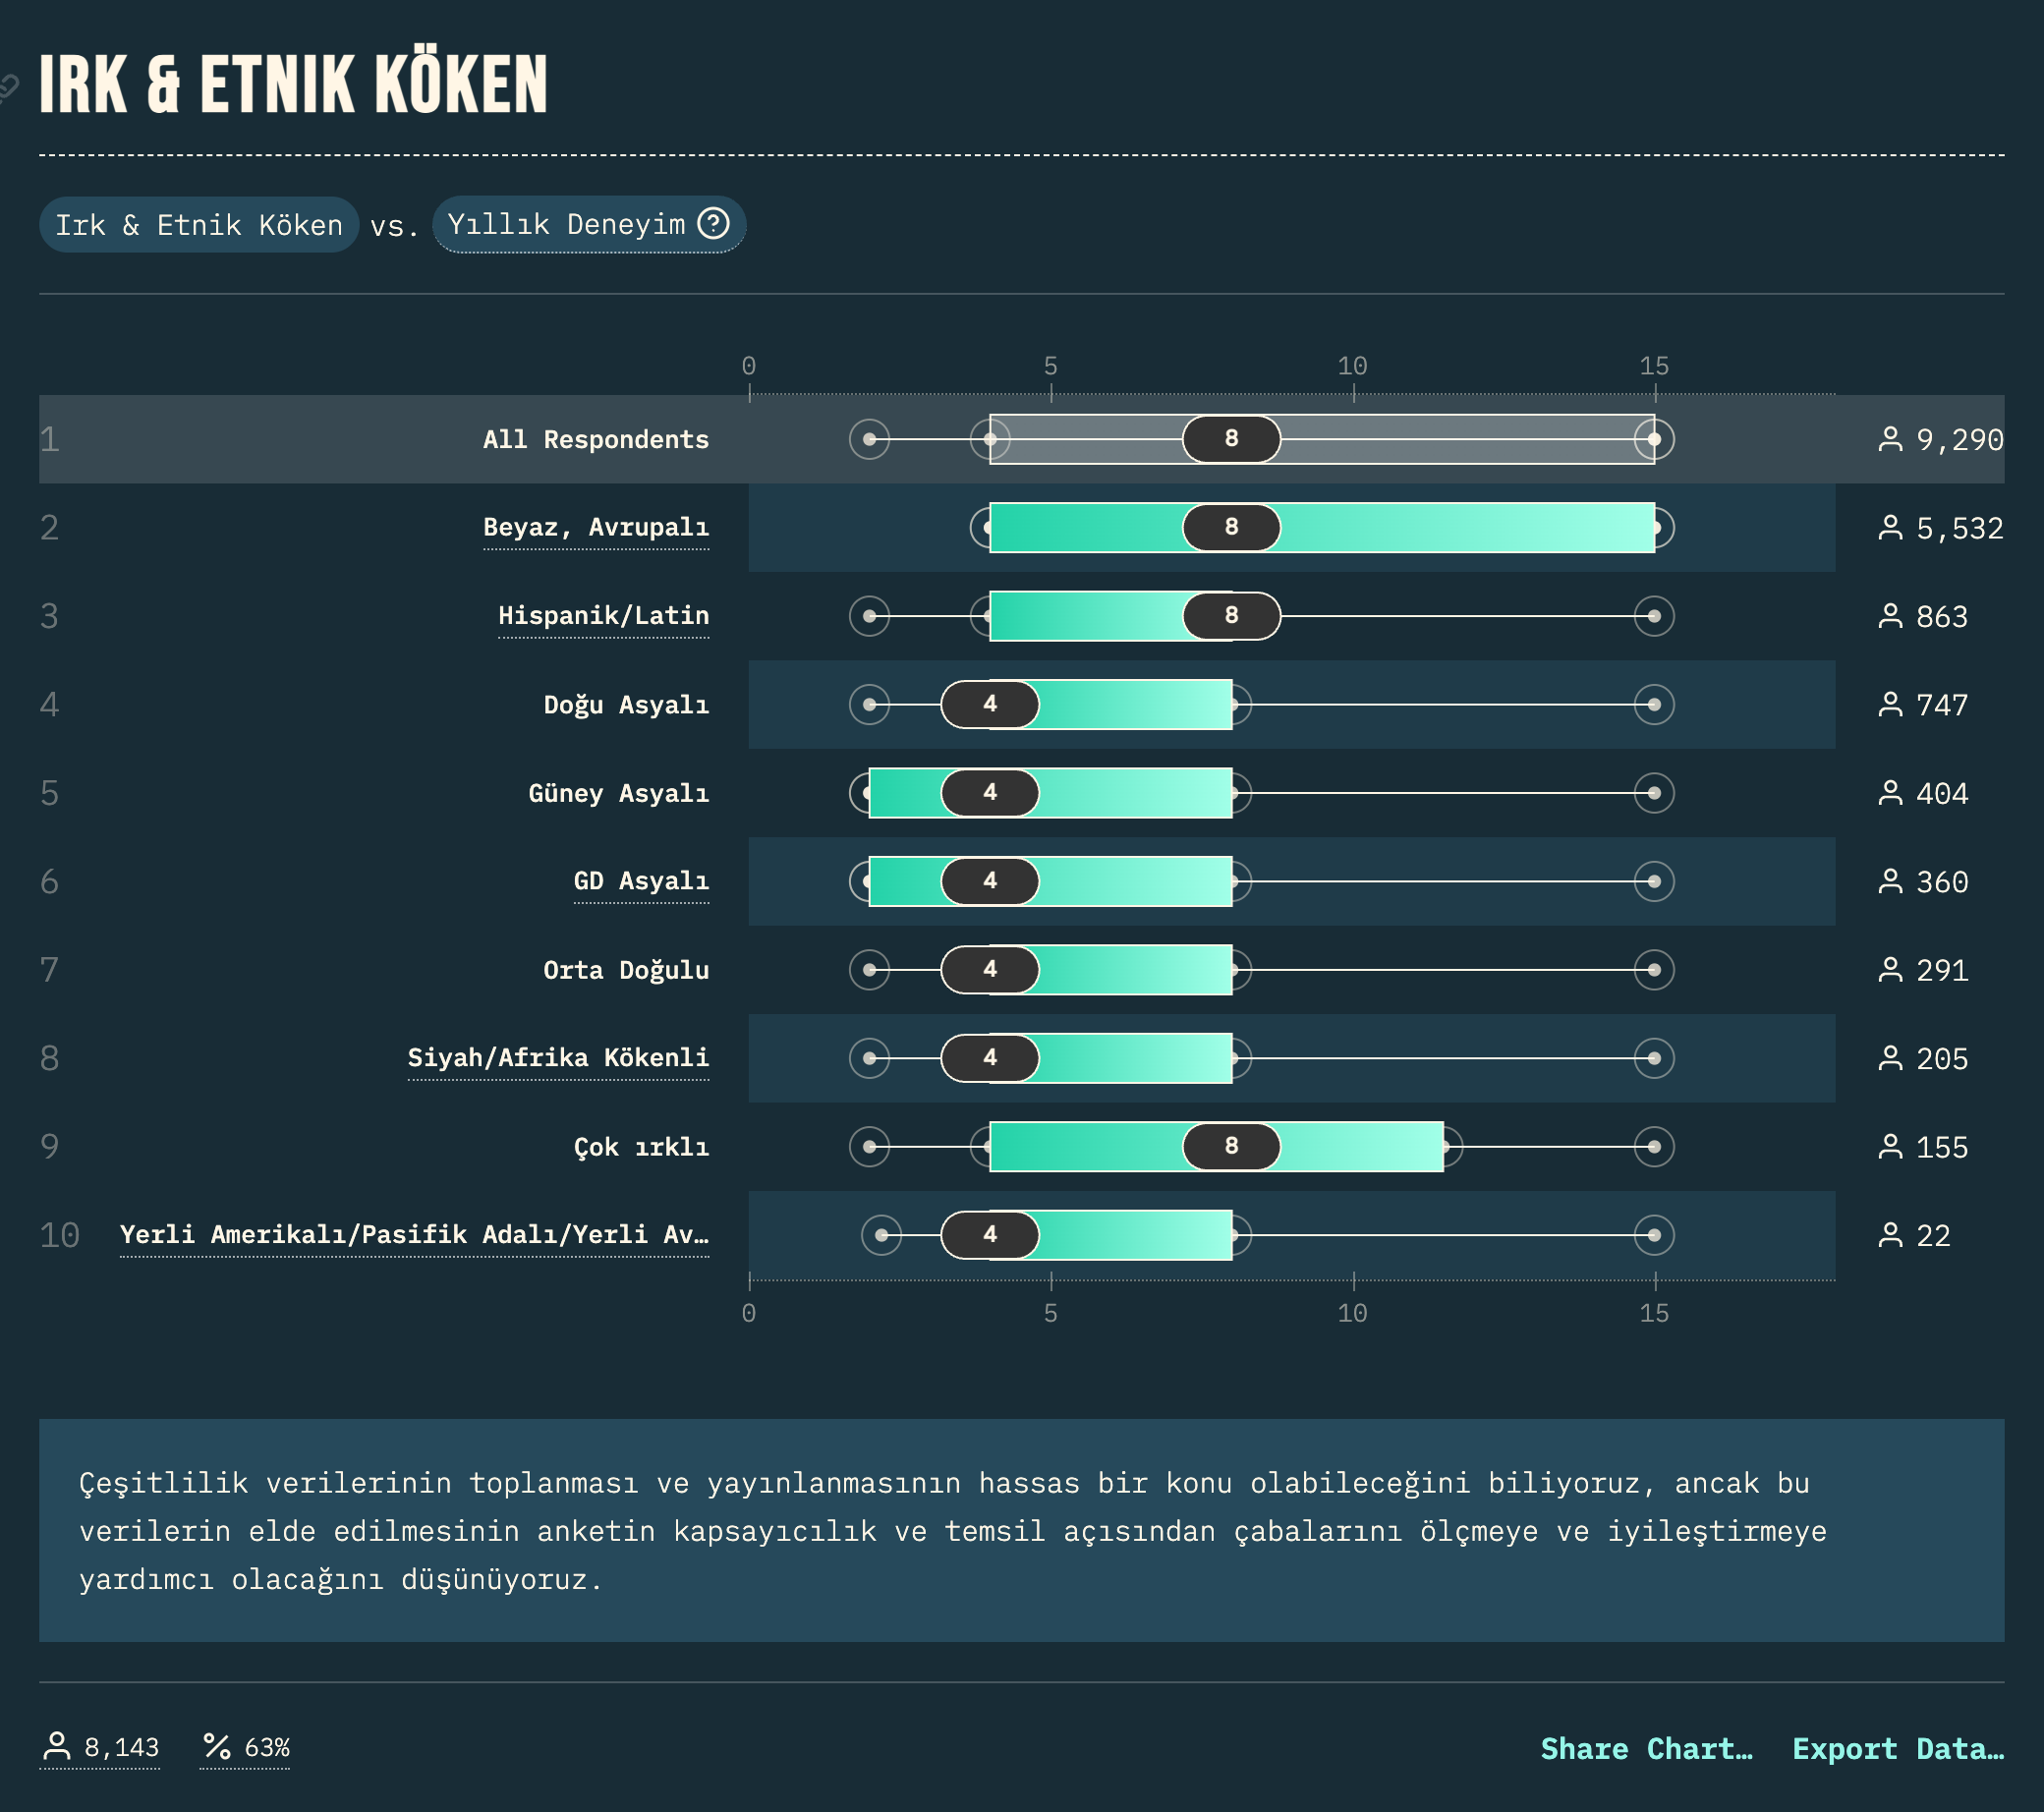 IRK & ETNIK KÖKEN
Irk & Etnik Köken vs. Yıllık Deneyim ?
0 5 10 15
1 All Respondents 8 9,290
2 Beyaz, Avrupalı 8 5,532
3 Hispanik/Latin 8 863
4 Doğu Asyalı 4 747
5 Güney Asyalı 4 404
6 GD Asyalı 4 360
7 Orta Doğulu 4 291
8 Siyah/Afrika Kökenli 4 205
9 Çok ırklı 8 155
10 Yerli Amerikalı/Pasifik Adalı/Yerli Av… 4 22
0 5 10 15
Çeşitlilik verilerinin toplanması ve yayınlanmasının hassas bir konu olabileceğini biliyoruz, ancak bu
verilerin elde edilmesinin anketin kapsayıcılık ve temsil açısından çabalarını ölçmeye ve iyileştirmeye
yardımcı olacağını düşünüyoruz.
8,143 % 63% Share Chart… Export Data…